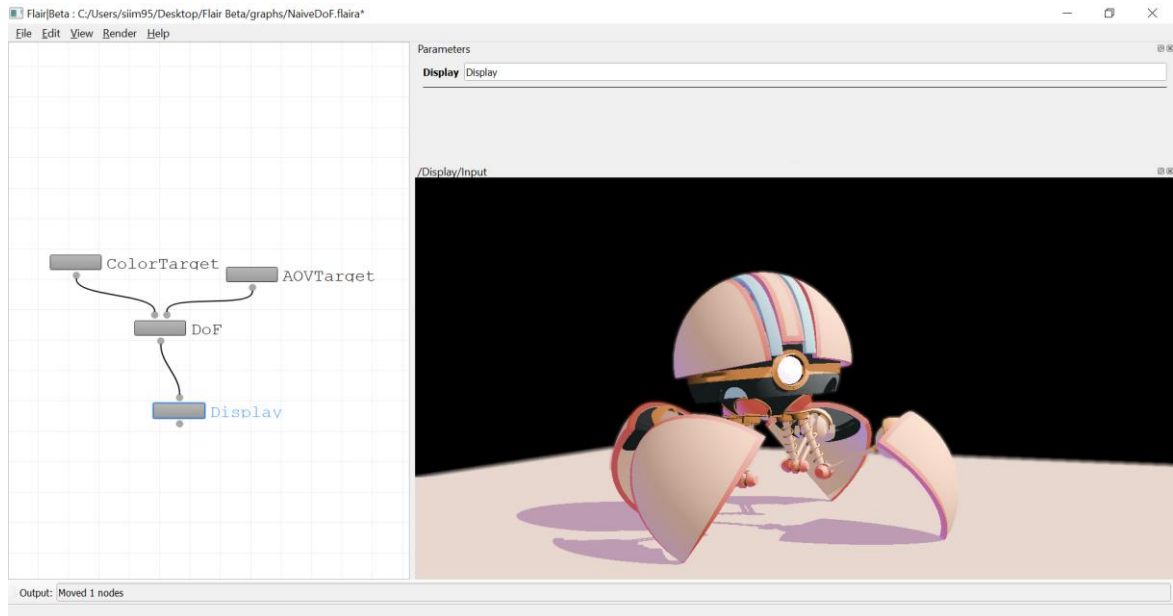 Flair|Beta : C:/Users/siim95/Desktop/Flair Beta/graphs/NaiveDoF.flaira*
File Edit View Render Help
Parameters
Display Display
/Display/Input
ColorTarget
AOVTarget
DoF
Display
Output: Moved 1 nodes